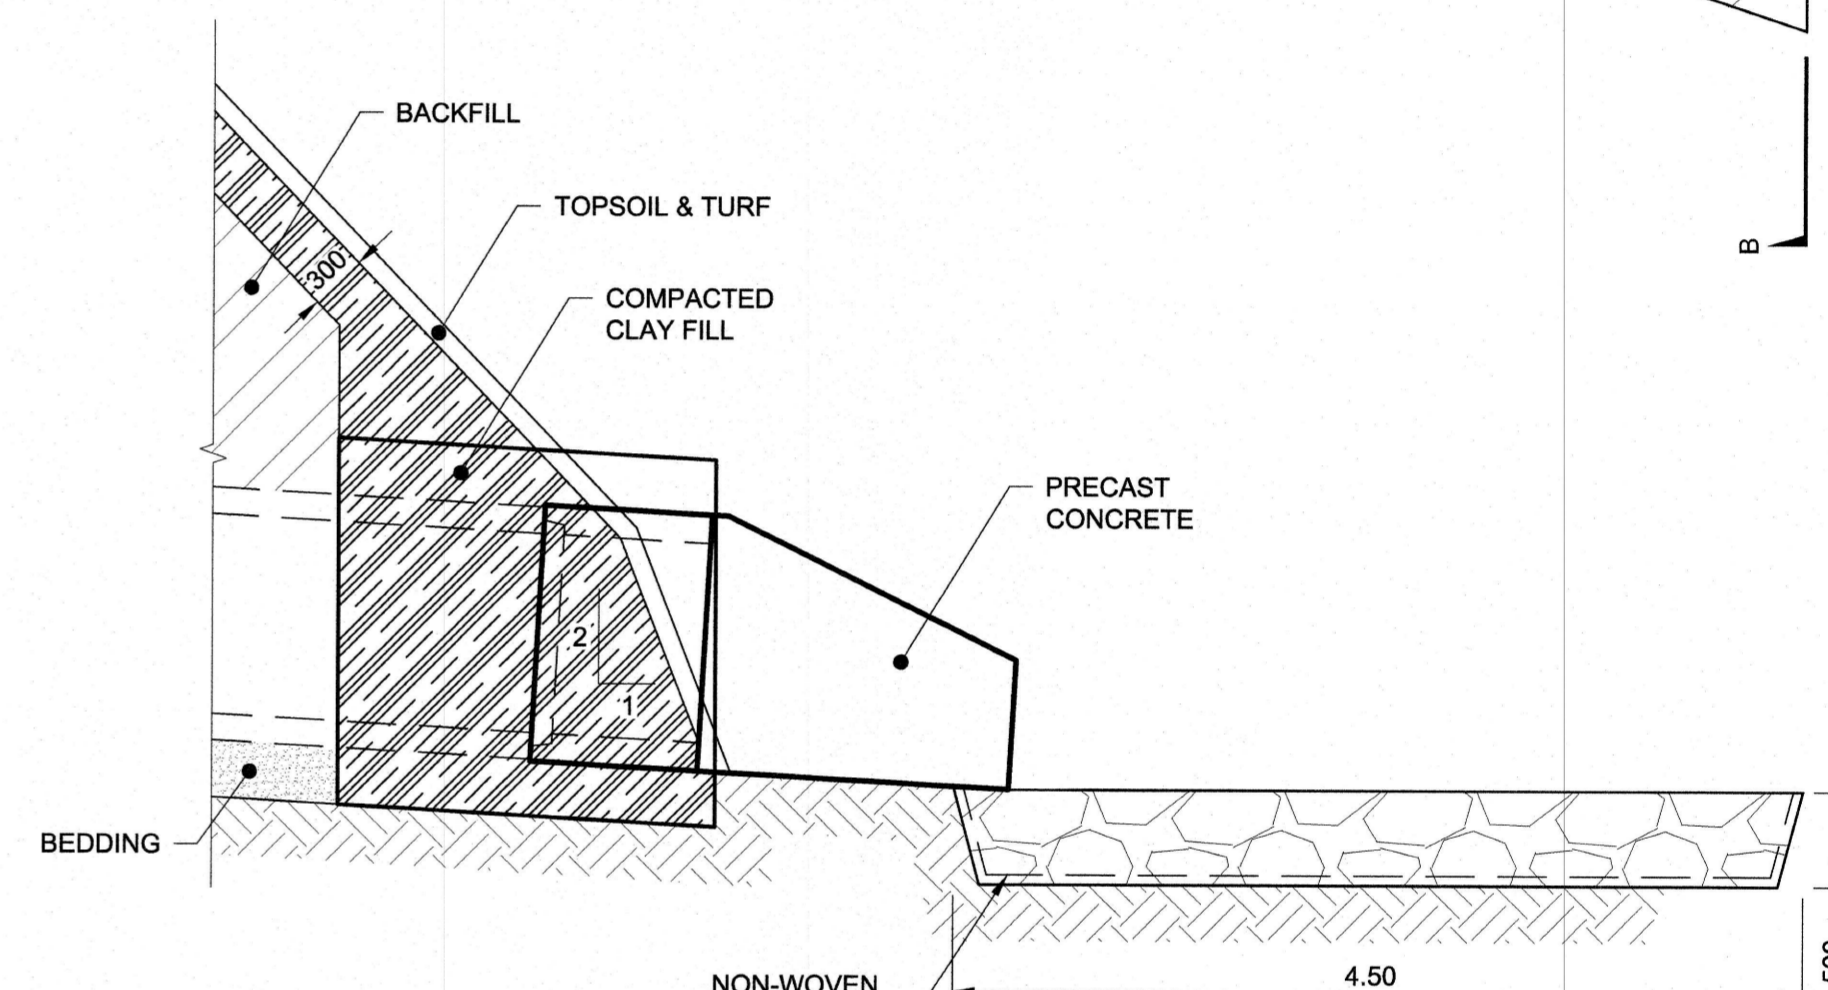 BACKFILL
TOPSOIL & TURF
300
COMPACTED
CLAY FILL
B
PRECAST
CONCRETE
2
1
BEDDING
NON-WOVEN
4.50